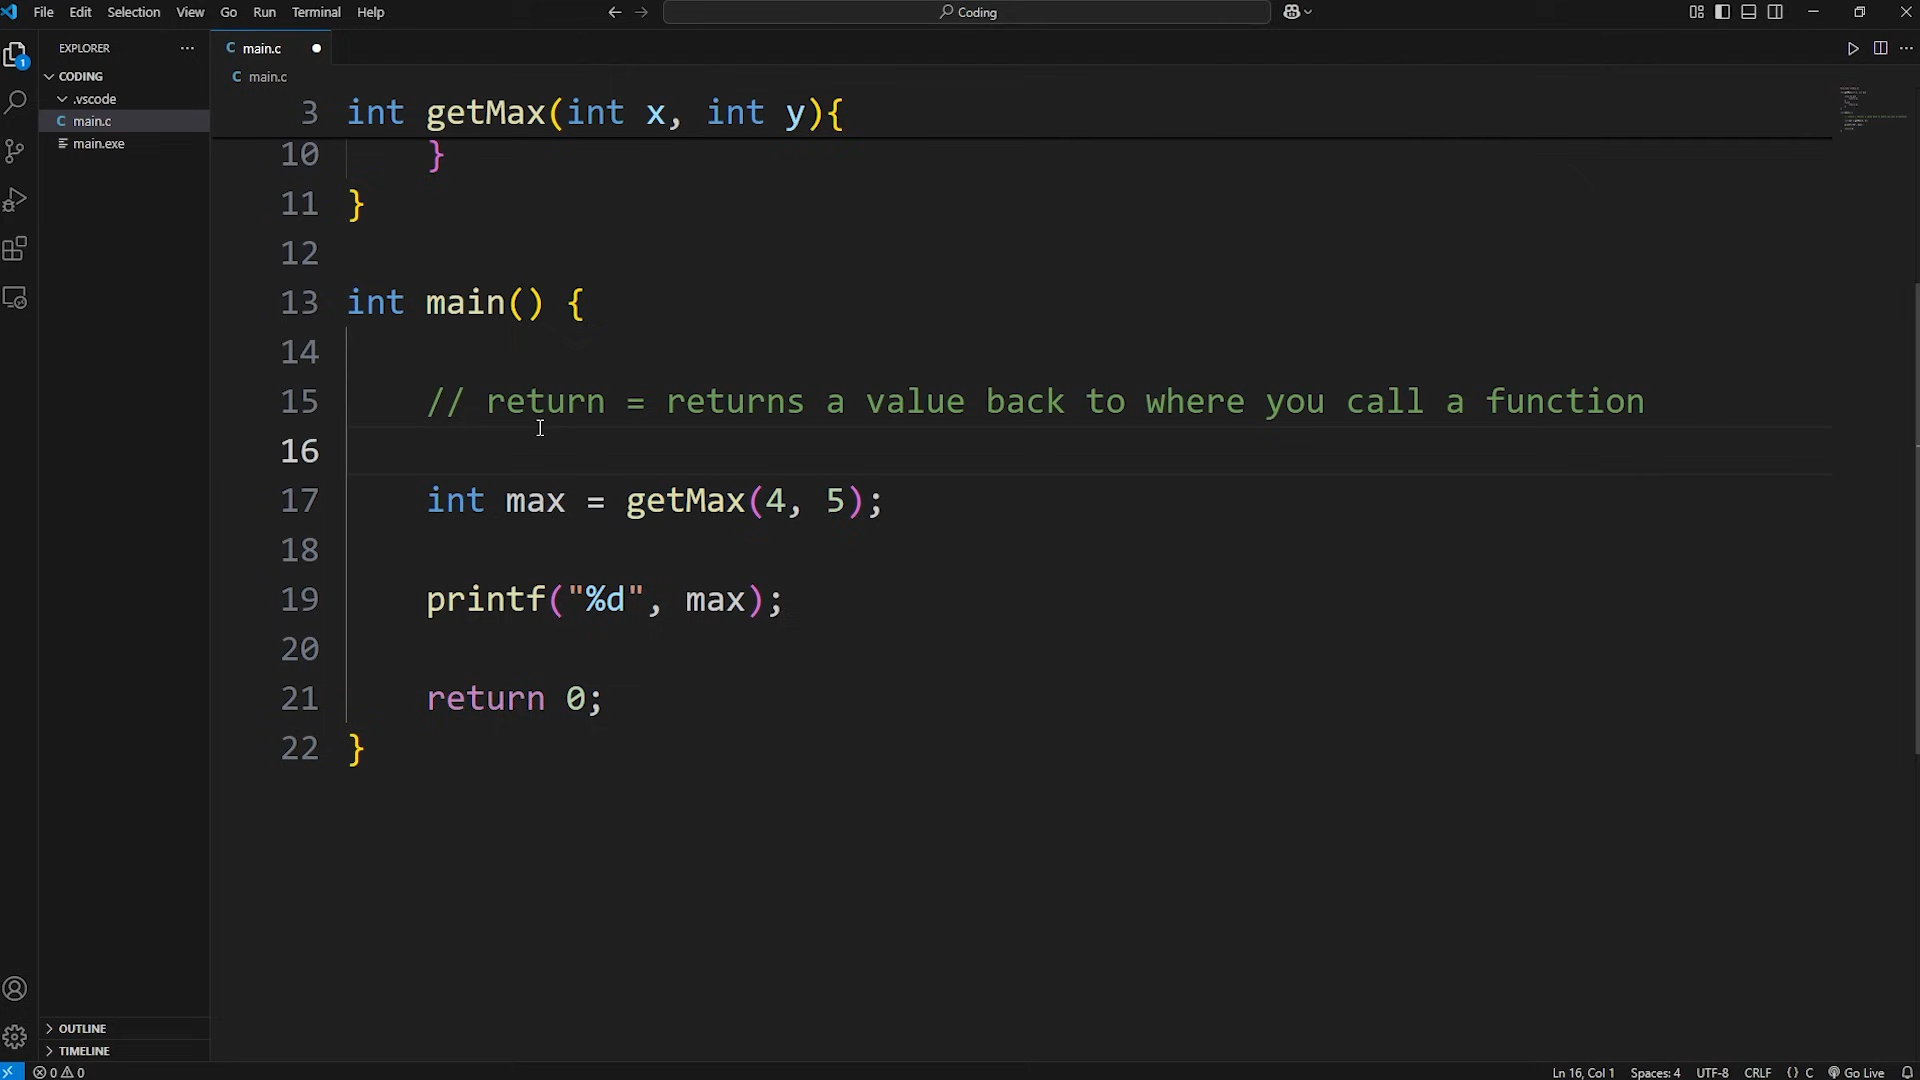 File Edit Selection View Go Run Terminal Help
Coding
EXPLORER
CODING
.vscode
C main.c
main.exe
1
C main.c
C main.c
3 int getMax(int x, int y){
10 }
11 }
12
13 int main() {
14
15 // return = returns a value back to where you call a function
16
17 int max = getMax(4, 5);
18
19 printf("%d", max);
20
21 return 0;
22 }
OUTLINE
TIMELINE
0 0
Ln 16, Col 1 Spaces: 4 UTF-8 CRLF {} C Go Live